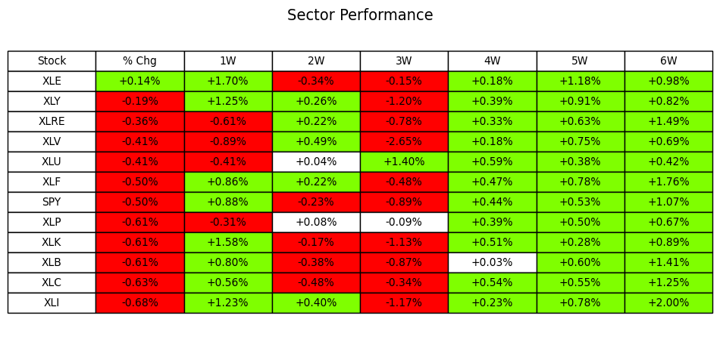 Sector Performance
Stock % Chg 1W 2W 3W 4W 5W 6W
XLE +0.14% +1.70% -0.34% -0.15% +0.18% +1.18% +0.98%
XLY -0.19% +1.25% +0.26% -1.20% +0.39% +0.91% +0.82%
XLRE -0.36% -0.61% +0.22% -0.78% +0.33% +0.63% +1.49%
XLV -0.41% -0.89% +0.49% -2.65% +0.18% +0.75% +0.69%
XLU -0.41% -0.41% +0.04% +1.40% +0.59% +0.38% +0.42%
XLF -0.50% +0.86% +0.22% -0.48% +0.47% +0.78% +1.76%
SPY -0.50% +0.88% -0.23% -0.89% +0.44% +0.53% +1.07%
XLP -0.61% -0.31% +0.08% -0.09% +0.39% +0.50% +0.67%
XLK -0.61% +1.58% -0.17% -1.13% +0.51% +0.28% +0.89%
XLB -0.61% +0.80% -0.38% -0.87% +0.03% +0.60% +1.41%
XLC -0.63% +0.56% -0.48% -0.34% +0.54% +0.55% +1.25%
XLI -0.68% +1.23% +0.40% -1.17% +0.23% +0.78% +2.00%